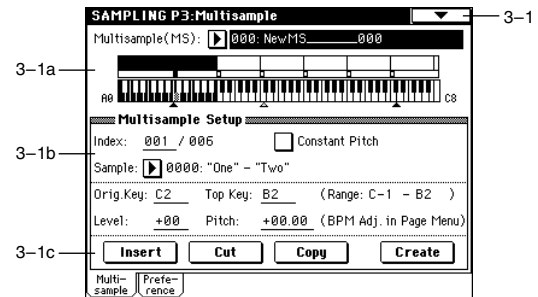 SAMPLING P3:Multisample
3–1
Multisample(MS): 000: NewMS_______000
3–1a
A0 C8
Multisample Setup
3–1b
Index: 001 / 006 Constant Pitch
Sample: 0000: "One" - "Two"
Orig.Key: C2 Top Key: B2 (Range: C-1 - B2 )
Level: +00 Pitch: +00.00 (BPM Adj. in Page Menu)
3–1c
Insert Cut Copy Create
Multi- Prefe-
sample rence